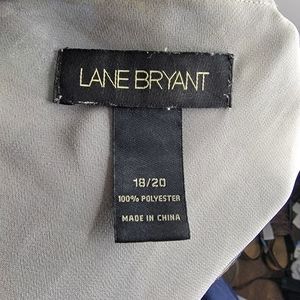 LANE BRYANT
18/20
100% POLYESTER
MADE IN CHINA